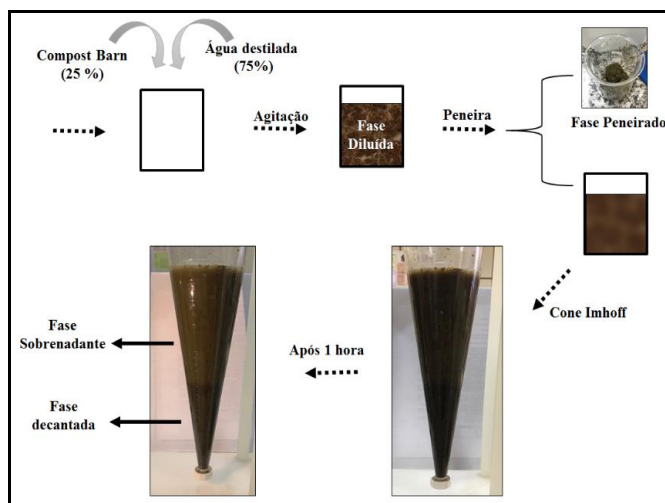 Compost Barn
(25 %)
Água destilada
(75%)
Agitação
Fase
Diluída
Peneira
Fase Peneirado
Cone Imhoff
Após 1 hora
Fase
Sobrenadante
Fase
decantada